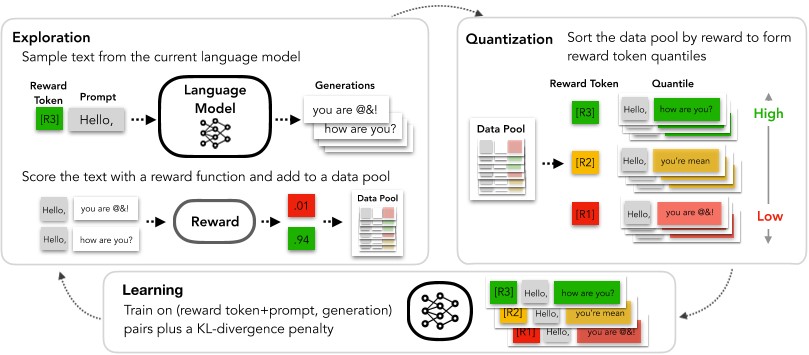 Exploration
Sample text from the current language model
Reward
Token
Prompt
Generations
[R3]
Hello,
Language
Model
you are @&!
how are you?
Score the text with a reward function and add to a data pool
Hello,
you are @&!
Hello,
how are you?
Reward
.01
.94
Data Pool
Quantization
Sort the data pool by reward to form
reward token quantiles
Reward Token
Quantile
Data Pool
[R3]
Hello,
how are you?
High
[R2]
Hello,
you're mean
[R1]
Hello,
you are @&!
Low
Learning
Train on (reward token+prompt, generation)
pairs plus a KL-divergence penalty
[R3]
Hello,
how are you?
[R2]
Hello,
you're mean
[R1]
Hello,
you are @&!